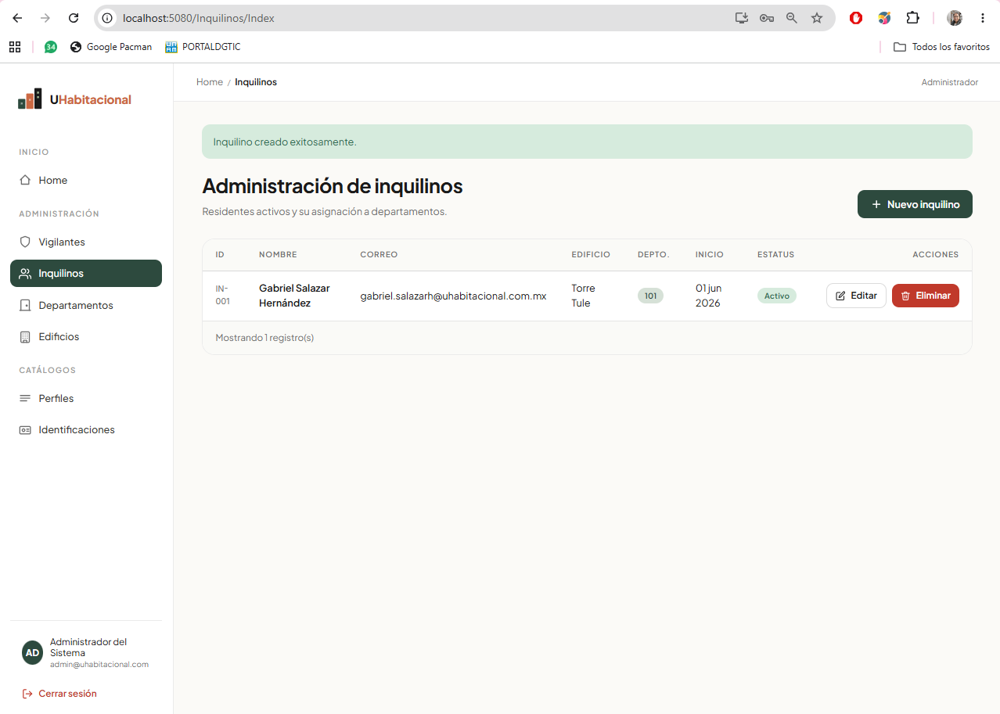 localhost:5080/Inquilinos/Index
34
Google Pacman
UNAM
PORTALDGTIC
Todos los favoritos
UHabitacional
Home / Inquilinos
Administrador
INICIO
Home
ADMINISTRACIÓN
Vigilantes
Inquilinos
Departamentos
Edificios
CATÁLOGOS
Perfiles
Identificaciones
AD
Administrador del
Sistema
admin@uhabitacional.com
Cerrar sesión
Inquilino creado exitosamente.
Administración de inquilinos
Residentes activos y su asignación a departamentos.
+ Nuevo inquilino
ID NOMBRE CORREO EDIFICIO DEPTO. INICIO ESTATUS ACCIONES
IN-
001
Gabriel Salazar
Hernández
gabriel.salazarh@uhabitacional.com.mx
Torre
Tule
101
01 jun
2026
Activo
Editar
Eliminar
Mostrando 1 registro(s)